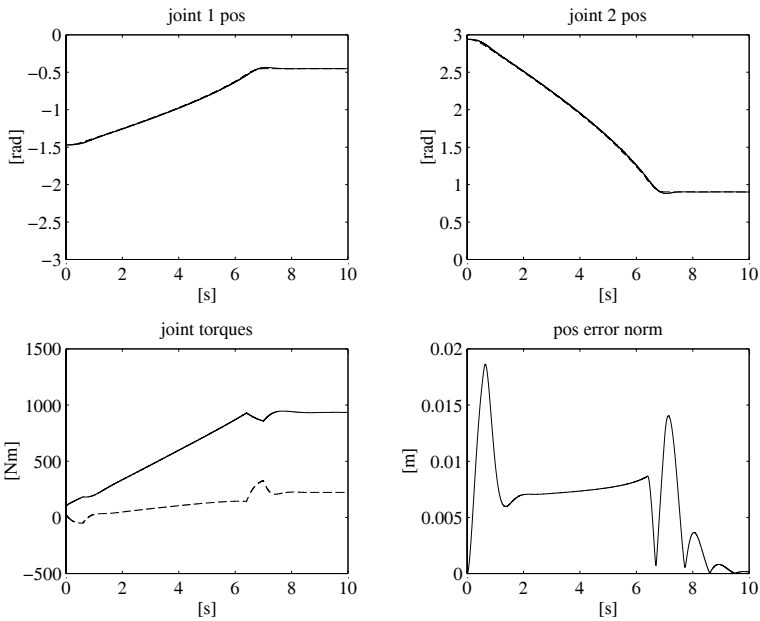 joint 1 pos
0
−0.5
−1
−1.5
−2
−2.5
−3
[rad]
0 2 4 6 8 10
[s]
joint 2 pos
3
2.5
2
1.5
1
0.5
0
[rad]
0 2 4 6 8 10
[s]
joint torques
1500
1000
500
0
−500
[Nm]
0 2 4 6 8 10
[s]
pos error norm
0.02
0.015
0.01
0.005
0
[m]
0 2 4 6 8 10
[s]